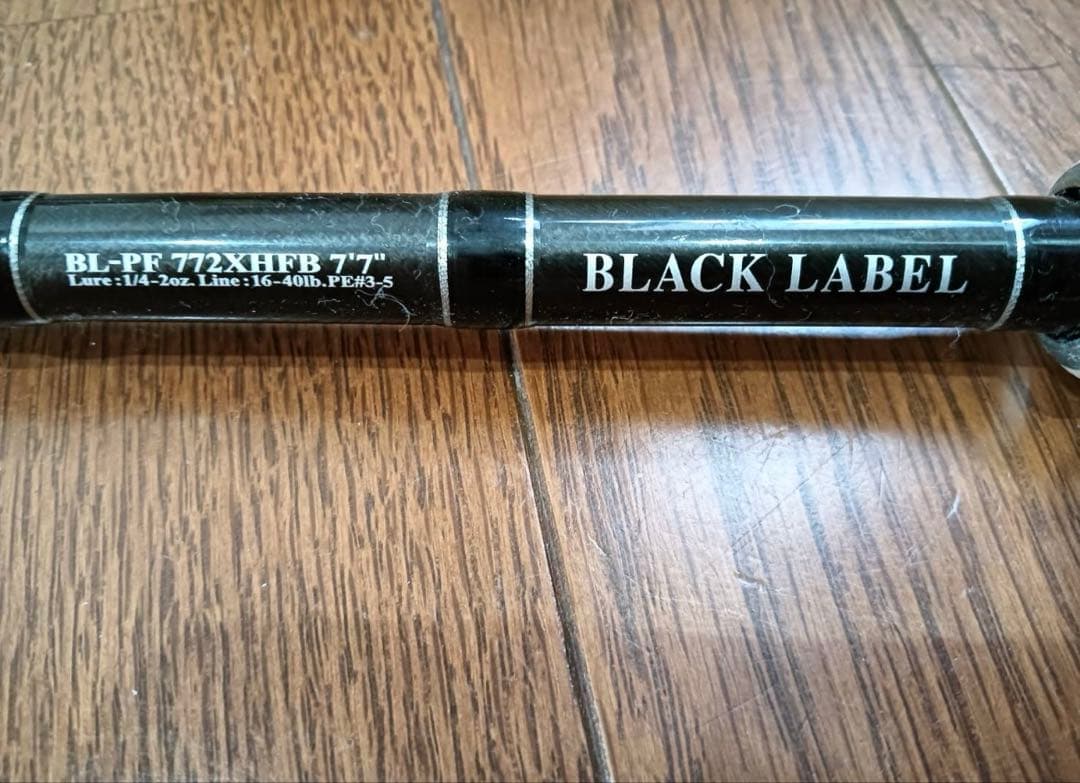 BL-PF 772XHFB 7'7"
Lure : 1/4-2oz. Line : 16-40lb.PE#3-5
BLACK LABEL